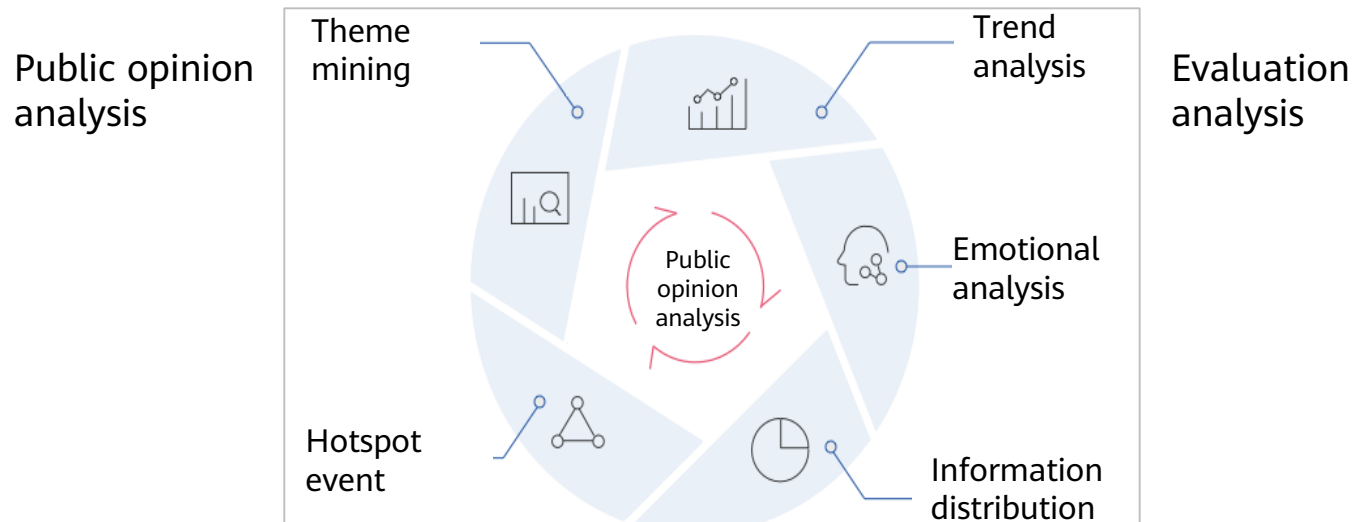 Public opinion
analysis
Theme
mining
Trend
analysis
Evaluation
analysis
Public
opinion
analysis
Emotional
analysis
Hotspot
event
Information
distribution